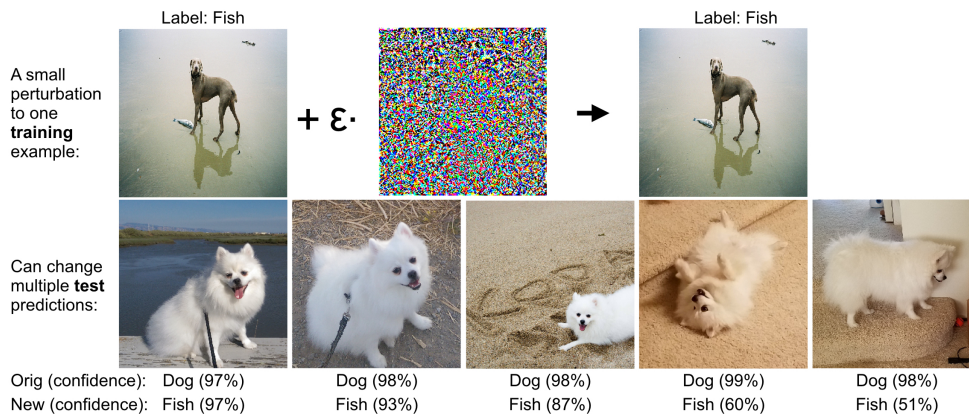 Label: Fish
Label: Fish
A small
perturbation
to one
training
example:
+ ε·
Can change
multiple test
predictions:
Orig (confidence): Dog (97%) Dog (98%) Dog (98%) Dog (99%) Dog (98%)
New (confidence): Fish (97%) Fish (93%) Fish (87%) Fish (60%) Fish (51%)